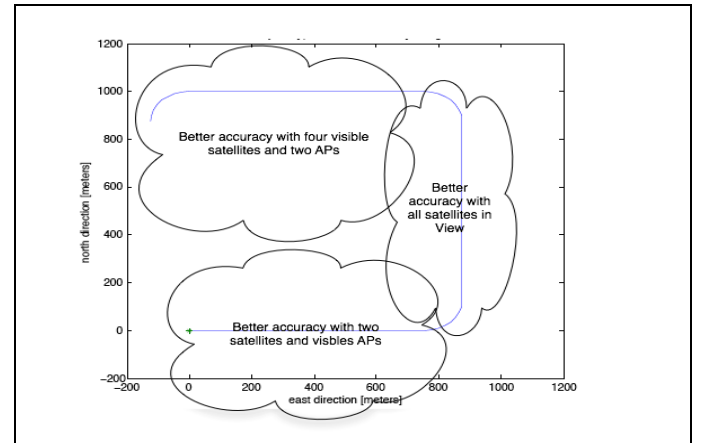 1200
1000
800
600
400
200
0
−200
north direction [meters]
Better accuracy with four visible
satellites and two APs
Better
accuracy with
all satellites in
View
Better accuracy with two
satellites and visbles APs
−200
0
200
400
600
800
1000
1200
east direction [meters]